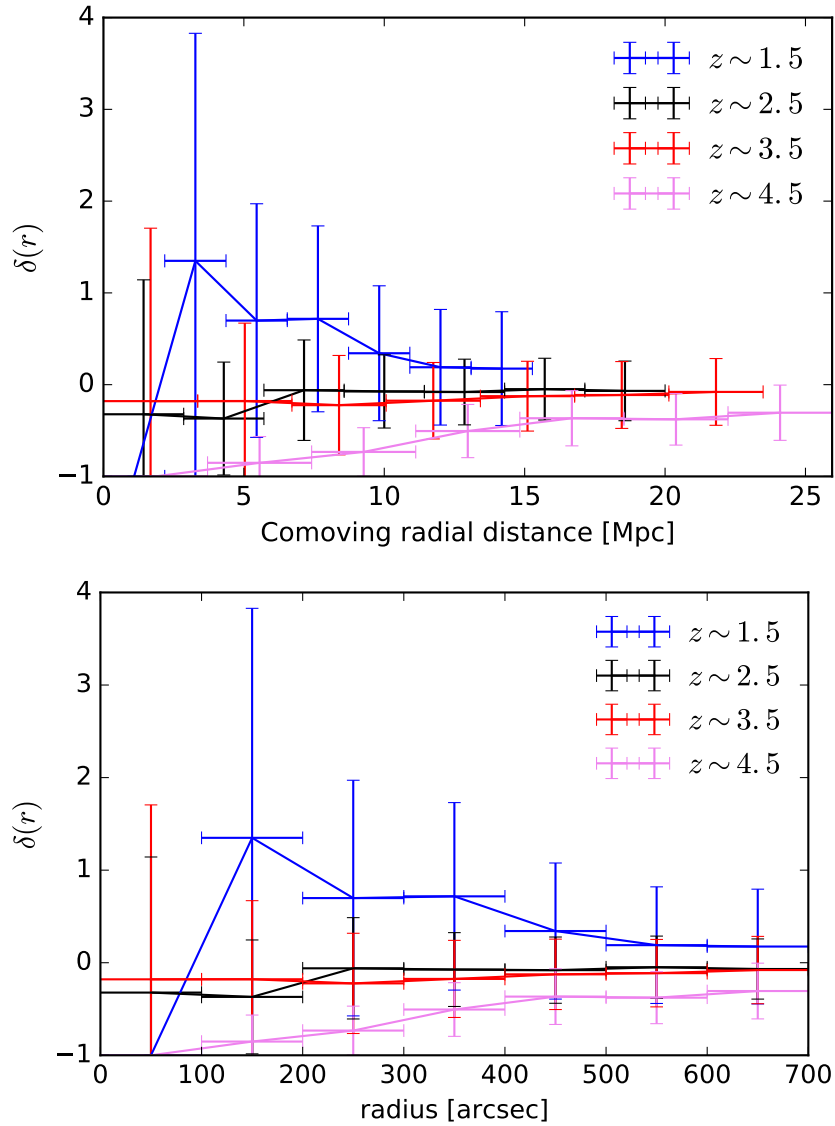 4
3
2
1
0
−1
δ(r)
z ∼ 1.5
z ∼ 2.5
z ∼ 3.5
z ∼ 4.5
0 5 10 15 20 25
Comoving radial distance [Mpc]
4
3
2
1
0
−1
δ(r)
z ∼ 1.5
z ∼ 2.5
z ∼ 3.5
z ∼ 4.5
0 100 200 300 400 500 600 700
radius [arcsec]